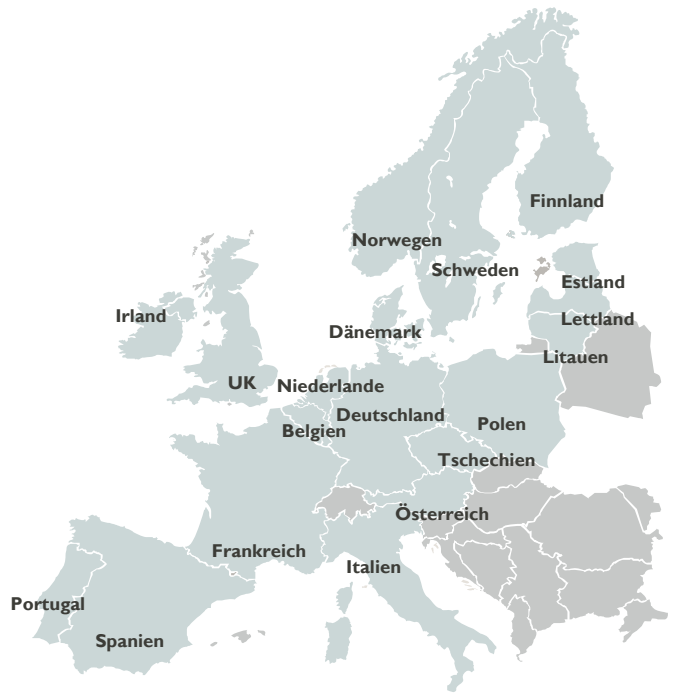 Finnland
Norwegen
Schweden
Estland
Irland
Lettland
Dänemark
Litauen
UK
Niederlande
Deutschland
Polen
Belgien
Tschechien
Österreich
Frankreich
Italien
Portugal
Spanien